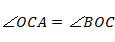 ∠OCA = ∠BOC